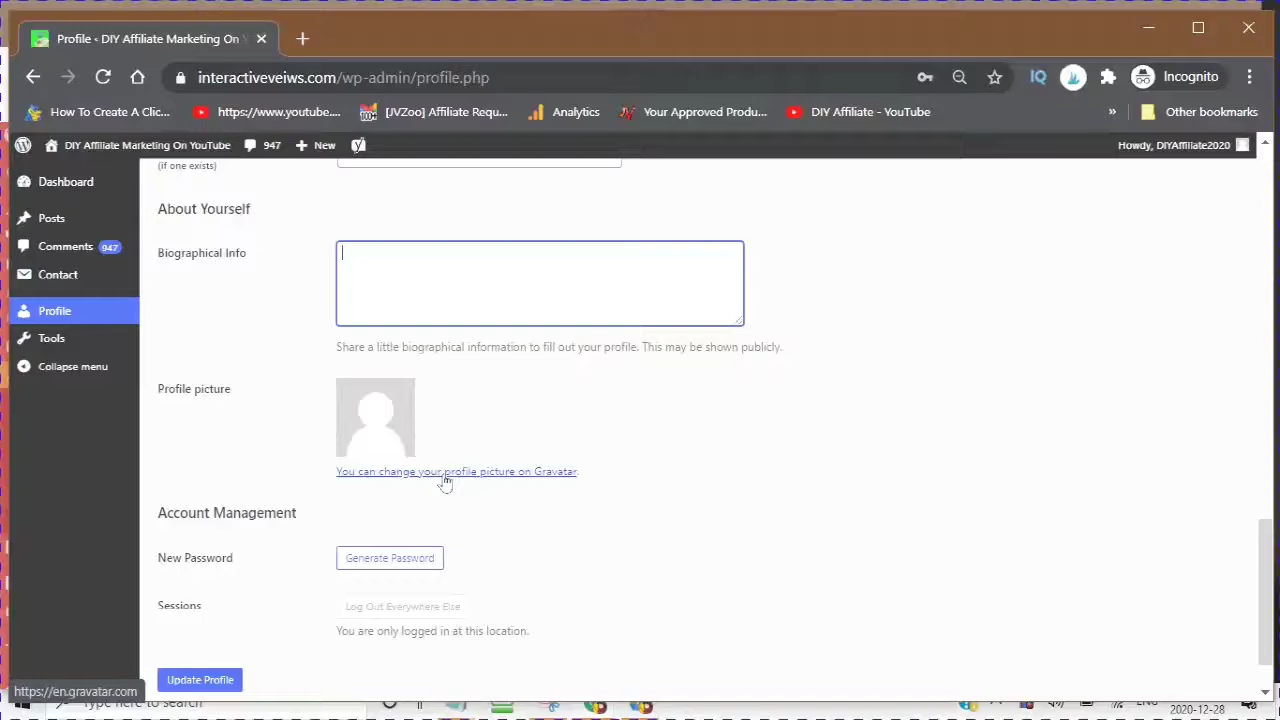 Profile ‹ DIY Affiliate Marketing On
interactiveveiws.com/wp-admin/profile.php
Incognito
How To Create A Clic...
https://www.youtube....
[JVZoo] Affiliate Requ...
Analytics
Your Approved Produ...
DIY Affiliate - YouTube
»
Other bookmarks
DIY Affiliate Marketing On YouTube
947
New
Howdy, DIYAffiliate2020
(if one exists)
Dashboard
Posts
Comments 947
Contact
Profile
Tools
Collapse menu
About Yourself
Biographical Info
Share a little biographical information to fill out your profile. This may be shown publicly.
Profile picture
You can change your profile picture on Gravatar.
Account Management
New Password
Generate Password
Sessions
Log Out Everywhere Else
You are only logged in at this location.
Update Profile
https://en.gravatar.com
Type here to search
ENG
2020-12-28